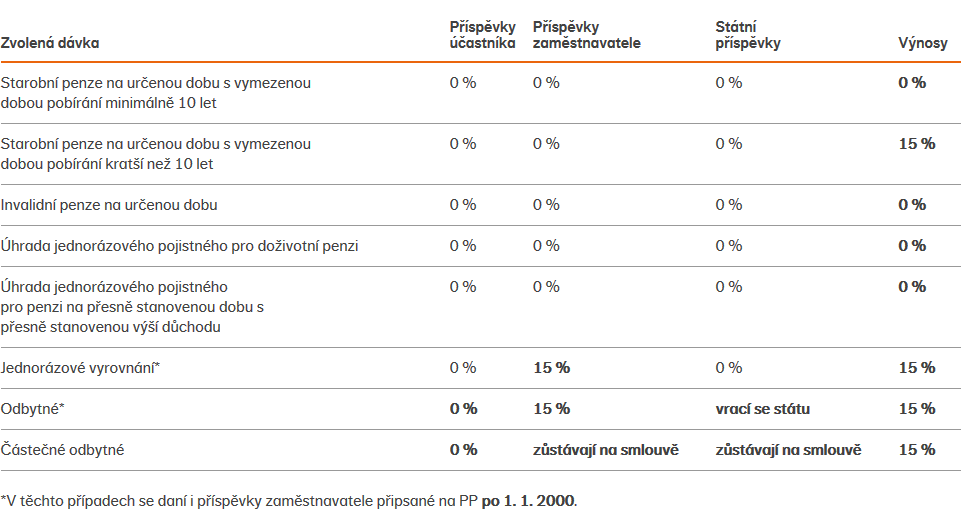 Zvolená dávka Příspěvky účastníka Příspěvky zaměstnavatele Státní příspěvky Výnosy
Starobní penze na určenou dobu s vymezenou
dobou pobírání minimálně 10 let 0 % 0 % 0 % 0 %
Starobní penze na určenou dobu s vymezenou
dobou pobírání kratší než 10 let 0 % 0 % 0 % 15 %
Invalidní penze na určenou dobu 0 % 0 % 0 % 0 %
Úhrada jednorázového pojistného pro doživotní penzi 0 % 0 % 0 % 0 %
Úhrada jednorázového pojistného
pro penzi na přesně stanovenou dobu s
přesně stanovenou výší důchodu 0 % 0 % 0 % 0 %
Jednorázové vyrovnání* 0 % 15 % 0 % 15 %
Odbytné* 0 % 15 % vrací se státu 15 %
Částečné odbytné 0 % zůstávají na smlouvě zůstávají na smlouvě 15 %
*V těchto případech se daní i příspěvky zaměstnavatele připsané na PP po 1. 1. 2000.